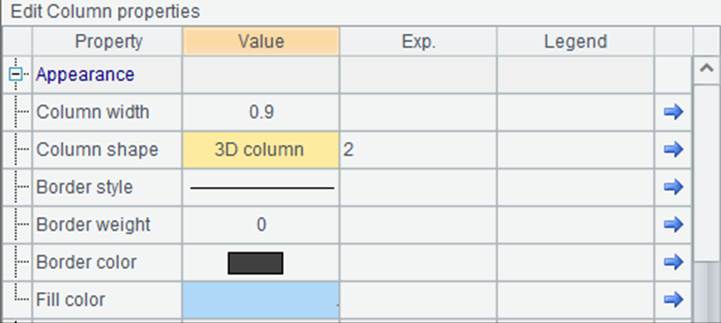 Edit Column properties
Property Value Exp. Legend
Appearance
Column width 0.9
Column shape 3D column 2
Border style
Border weight 0
Border color
Fill color